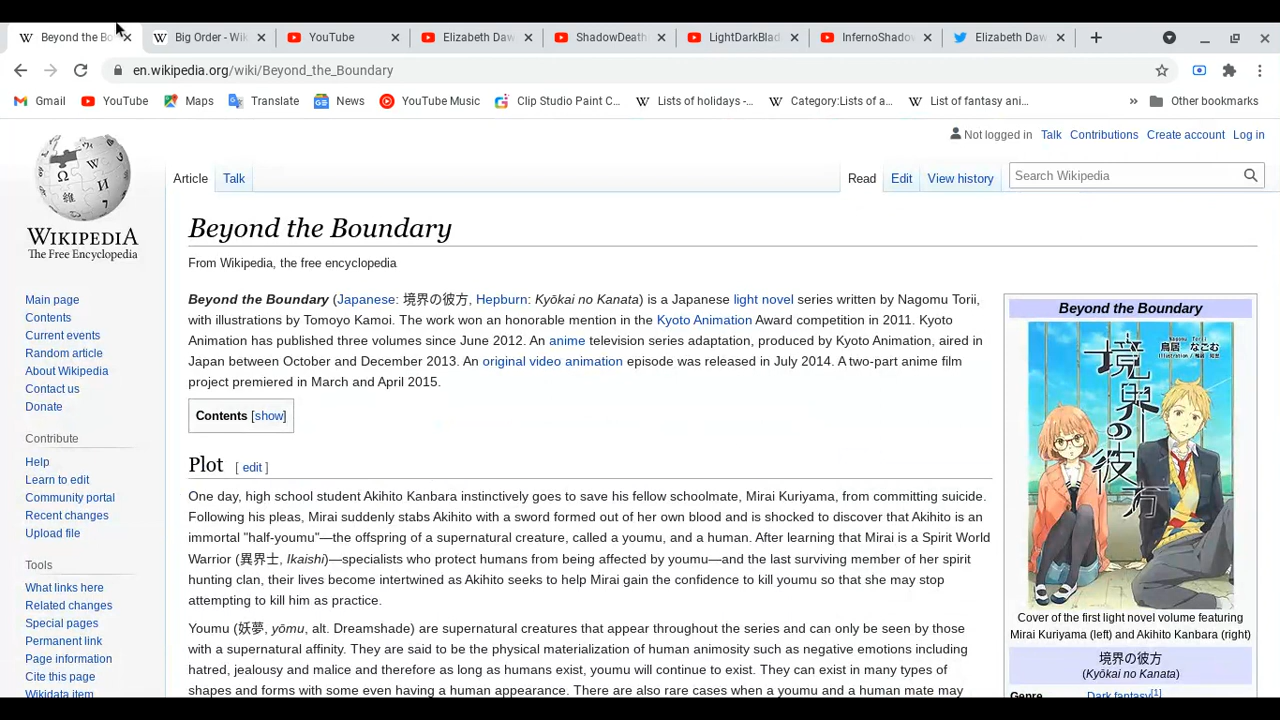 Beyond the Bo
Big Order - Wik
YouTube
Elizabeth Daw
ShadowDeath
LightDarkBlad
InfernoShado
Elizabeth Daw
en.wikipedia.org/wiki/Beyond_the_Boundary
Gmail
YouTube
Maps
Translate
News
YouTube Music
Clip Studio Paint C...
Lists of holidays -...
Category:Lists of a...
List of fantasy ani...
» Other bookmarks
Not logged in Talk Contributions Create account Log in
Article Talk
Read Edit View history
Search Wikipedia
WIKIPEDIA
The Free Encyclopedia
Main page
Contents
Current events
Random article
About Wikipedia
Contact us
Donate
Contribute
Help
Learn to edit
Community portal
Recent changes
Upload file
Tools
What links here
Related changes
Special pages
Permanent link
Page information
Cite this page
Wikidata item
Beyond the Boundary
From Wikipedia, the free encyclopedia
Beyond the Boundary (Japanese: 境界の彼方, Hepburn: Kyōkai no Kanata) is a Japanese light novel series written by Nagomu Torii,
with illustrations by Tomoyo Kamoi. The work won an honorable mention in the Kyoto Animation Award competition in 2011. Kyoto
Animation has published three volumes since June 2012. An anime television series adaptation, produced by Kyoto Animation, aired in
Japan between October and December 2013. An original video animation episode was released in July 2014. A two-part anime film
project premiered in March and April 2015.
Contents [show]
Plot [ edit ]
One day, high school student Akihito Kanbara instinctively goes to save his fellow schoolmate, Mirai Kuriyama, from committing suicide.
Following his pleas, Mirai suddenly stabs Akihito with a sword formed out of her own blood and is shocked to discover that Akihito is an
immortal "half-youmu"—the offspring of a supernatural creature, called a youmu, and a human. After learning that Mirai is a Spirit World
Warrior (異界士, Ikaishi)—specialists who protect humans from being affected by youmu—and the last surviving member of her spirit
hunting clan, their lives become intertwined as Akihito seeks to help Mirai gain the confidence to kill youmu so that she may stop
attempting to kill him as practice.
Youmu (妖夢, yōmu, alt. Dreamshade) are supernatural creatures that appear throughout the series and can only be seen by those
with a supernatural affinity. They are said to be the physical materialization of human animosity such as negative emotions including
hatred, jealousy and malice and therefore as long as humans exist, youmu will continue to exist. They can exist in many types of
shapes and forms with some even having a human appearance. There are also rare cases when a youmu and a human mate may
Beyond the Boundary
鳥居なごむ
境界の彼方
Cover of the first light novel volume featuring
Mirai Kuriyama (left) and Akihito Kanbara (right)
境界の彼方
(Kyōkai no Kanata)
Genre Dark fantasy[1]